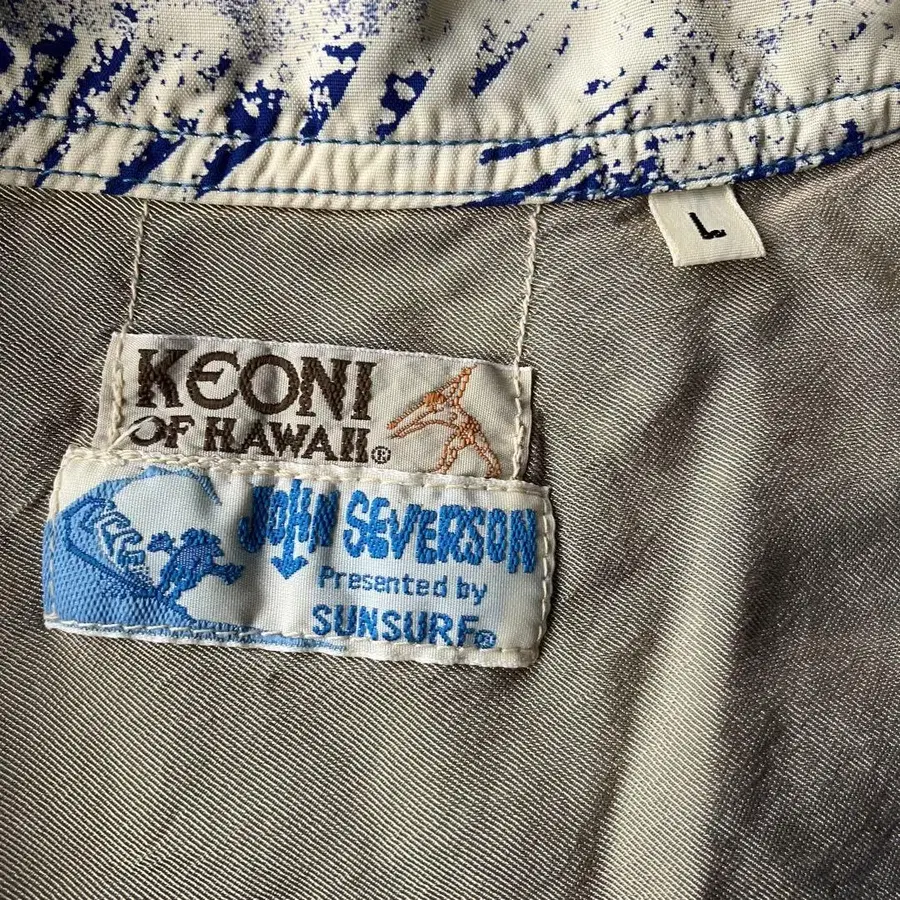 L
KEONI
OF HAWAII®
JOHN SEVERSON
Presented by
SUNSURF®